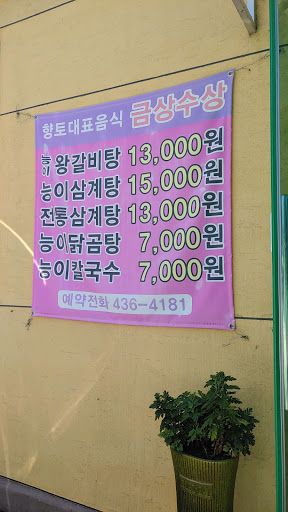 향토대표음식 금상수상
능이왕갈비탕 13,000원
능이삼계탕 15,000원
전통삼계탕 13,000원
능이닭곰탕 7,000원
능이칼국수 7,000원
예약전화 436-4181